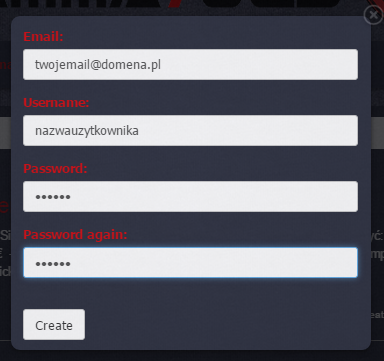 Email:
twojemail@domena.pl
Username:
nazwauzytkownika
Password:
••••••
Password again:
••••••
Create